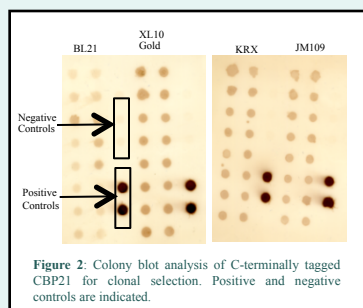 BL21
XL10
Gold
KRX
JM109
Negative
Controls
Positive
Controls
Figure 2: Colony blot analysis of C-terminally tagged
CBP21 for clonal selection. Positive and negative
controls are indicated.